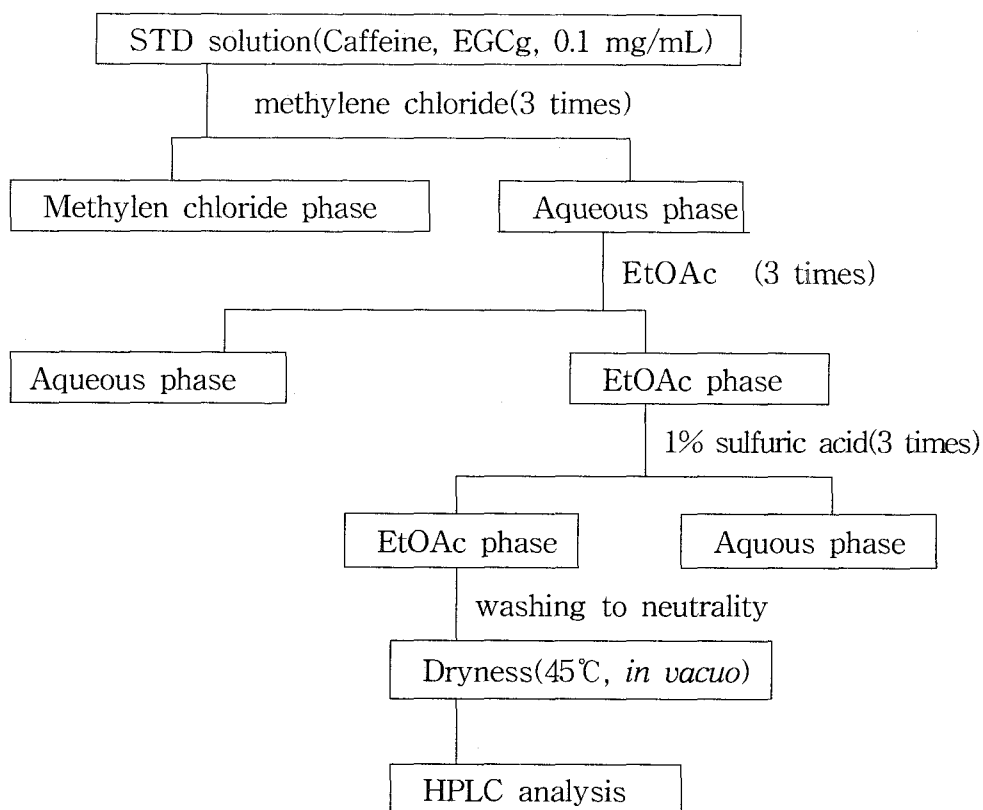 STD solution(Caffeine, EGCg, 0.1 mg/mL)
methylene chloride(3 times)
Methylen chloride phase
Aqueous phase
EtOAc (3 times)
Aqueous phase
EtOAc phase
1% sulfuric acid(3 times)
EtOAc phase
Aquous phase
washing to neutrality
Dryness(45℃, in vacuo)
HPLC analysis